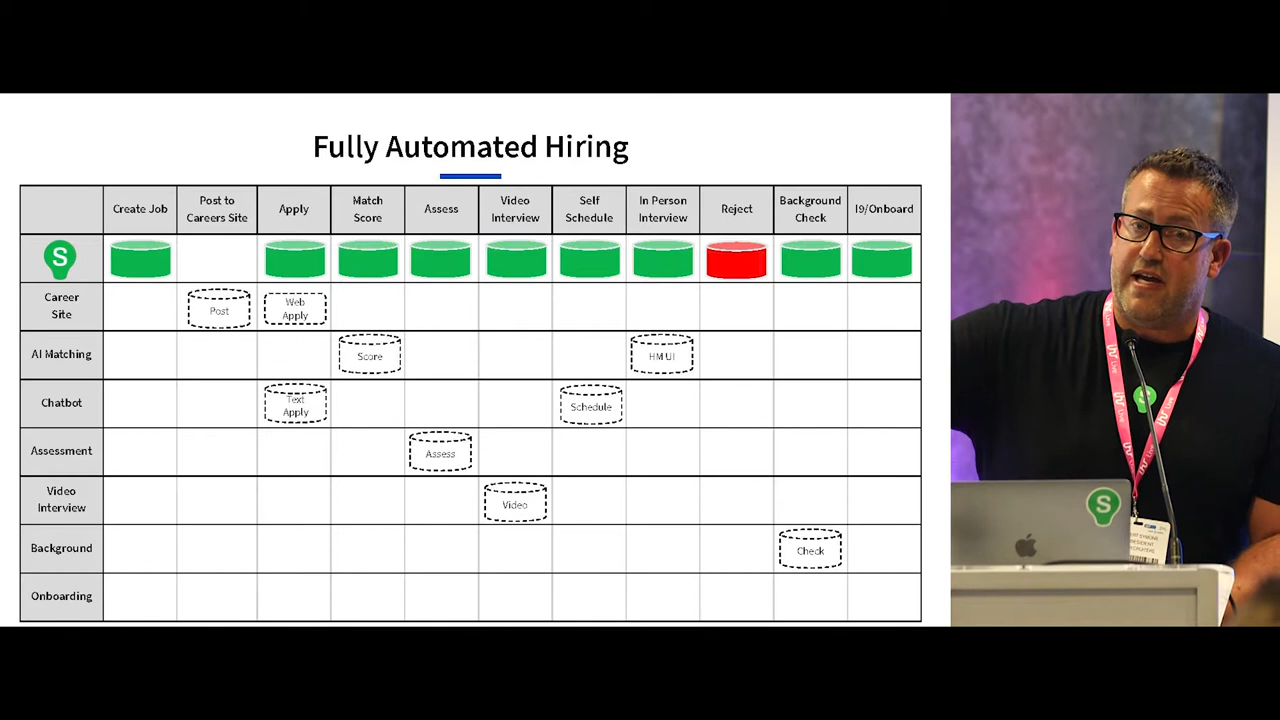 Fully Automated Hiring
Create Job
Post to
Careers Site
Apply
Match
Score
Assess
Video
Interview
Self
Schedule
In Person
Interview
Reject
Background
Check
I9/Onboard
S
Career
Site
Post
Web
Apply
AI Matching
Score
HM UI
Chatbot
Text
Apply
Schedule
Assessment
Assess
Video
Interview
Video
Background
Check
Onboarding
S
Live
Live
S